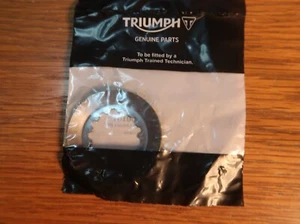 TRIUMPH
GENUINE PARTS
To be fitted by a
Triumph Trained Technician.